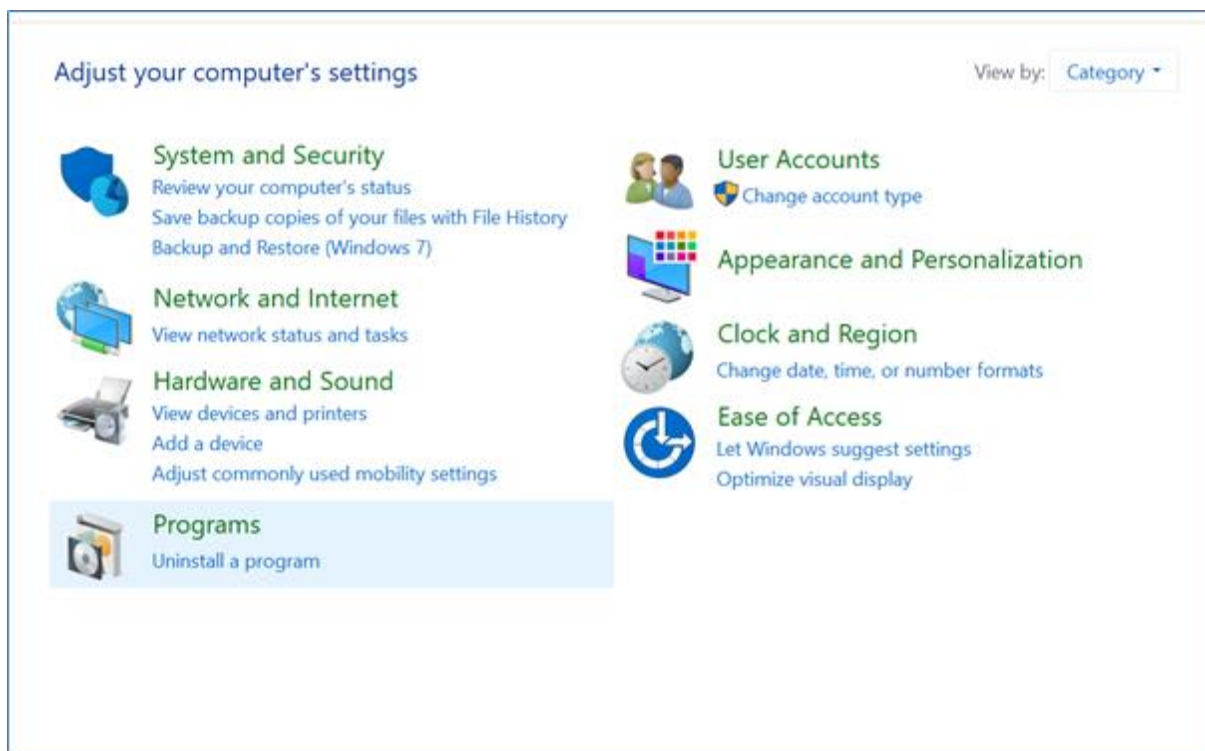 Adjust your computer's settings
View by: Category
System and Security
Review your computer's status
Save backup copies of your files with File History
Backup and Restore (Windows 7)
Network and Internet
View network status and tasks
Hardware and Sound
View devices and printers
Add a device
Adjust commonly used mobility settings
Programs
Uninstall a program
User Accounts
Change account type
Appearance and Personalization
Clock and Region
Change date, time, or number formats
Ease of Access
Let Windows suggest settings
Optimize visual display